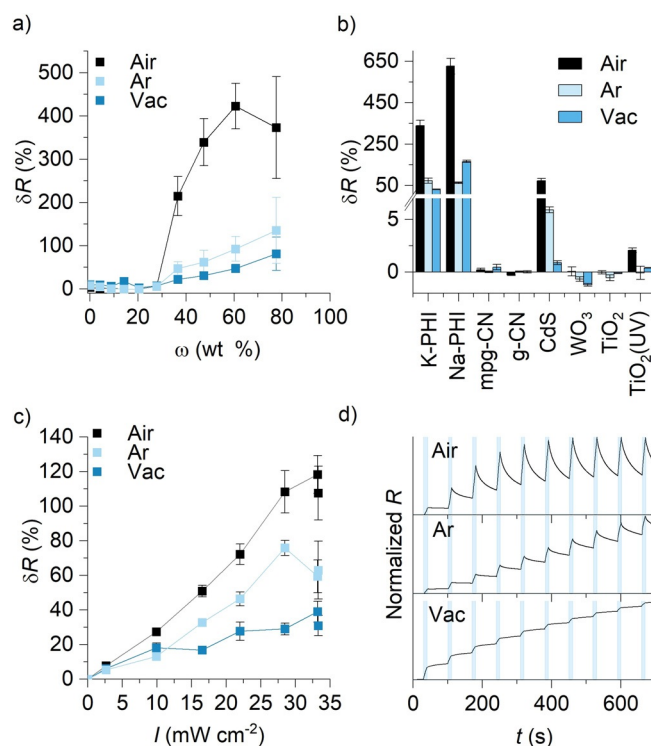 a)
Air
Ar
Vac
δR (%)
500
400
300
200
100
0
0 20 40 60 80 100
ω (wt %)
b)
Air
Ar
Vac
δR (%)
650
450
250
50
5
0
K-PHI
Na-PHI
mpg-CN
g-CN
CdS
WO3
TiO2
TiO2(UV)
c)
Air
Ar
Vac
δR (%)
140
120
100
80
60
40
20
0
0 5 10 15 20 25 30 35
I (mW cm-2)
d)
Normalized R
Air
Ar
Vac
0 200 400 600
t (s)